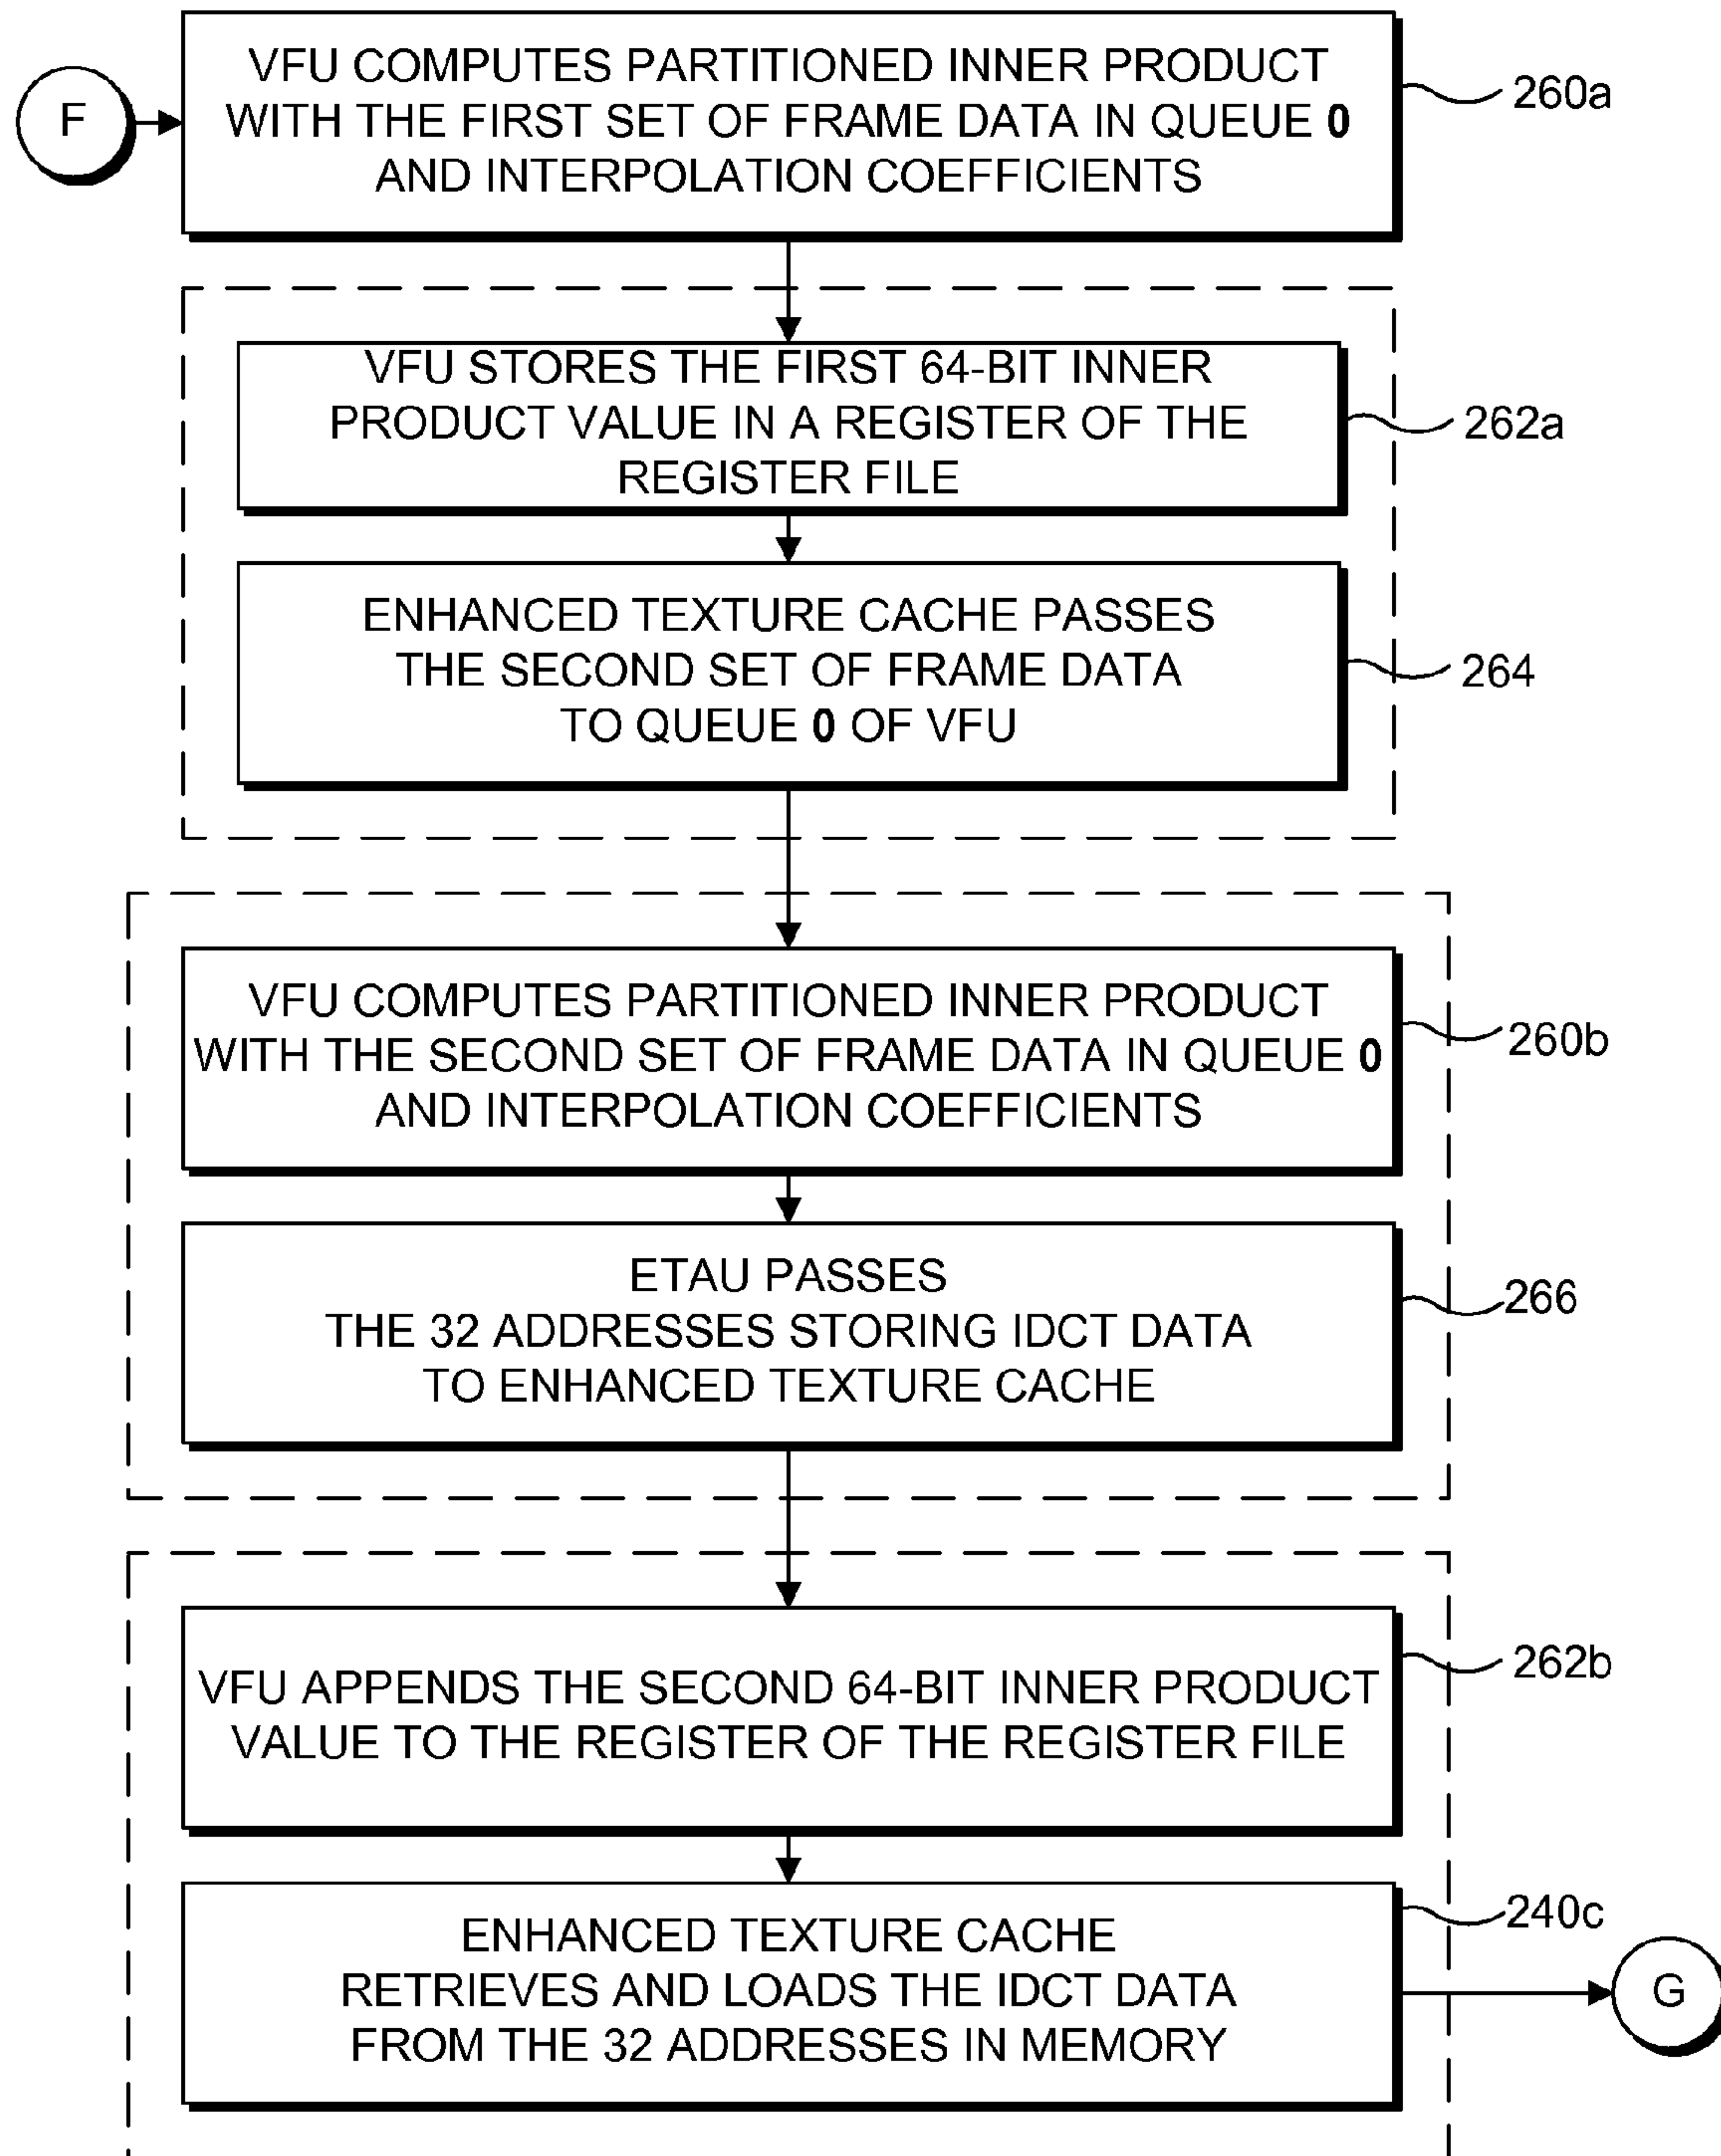 F
VFU COMPUTES PARTITIONED INNER PRODUCT
WITH THE FIRST SET OF FRAME DATA IN QUEUE 0
AND INTERPOLATION COEFFICIENTS
260a
VFU STORES THE FIRST 64-BIT INNER
PRODUCT VALUE IN A REGISTER OF THE
REGISTER FILE
262a
ENHANCED TEXTURE CACHE PASSES
THE SECOND SET OF FRAME DATA
TO QUEUE 0 OF VFU
264
VFU COMPUTES PARTITIONED INNER PRODUCT
WITH THE SECOND SET OF FRAME DATA IN QUEUE 0
AND INTERPOLATION COEFFICIENTS
260b
ETAU PASSES
THE 32 ADDRESSES STORING IDCT DATA
TO ENHANCED TEXTURE CACHE
266
VFU APPENDS THE SECOND 64-BIT INNER PRODUCT
VALUE TO THE REGISTER OF THE REGISTER FILE
262b
ENHANCED TEXTURE CACHE
RETRIEVES AND LOADS THE IDCT DATA
FROM THE 32 ADDRESSES IN MEMORY
240c
G